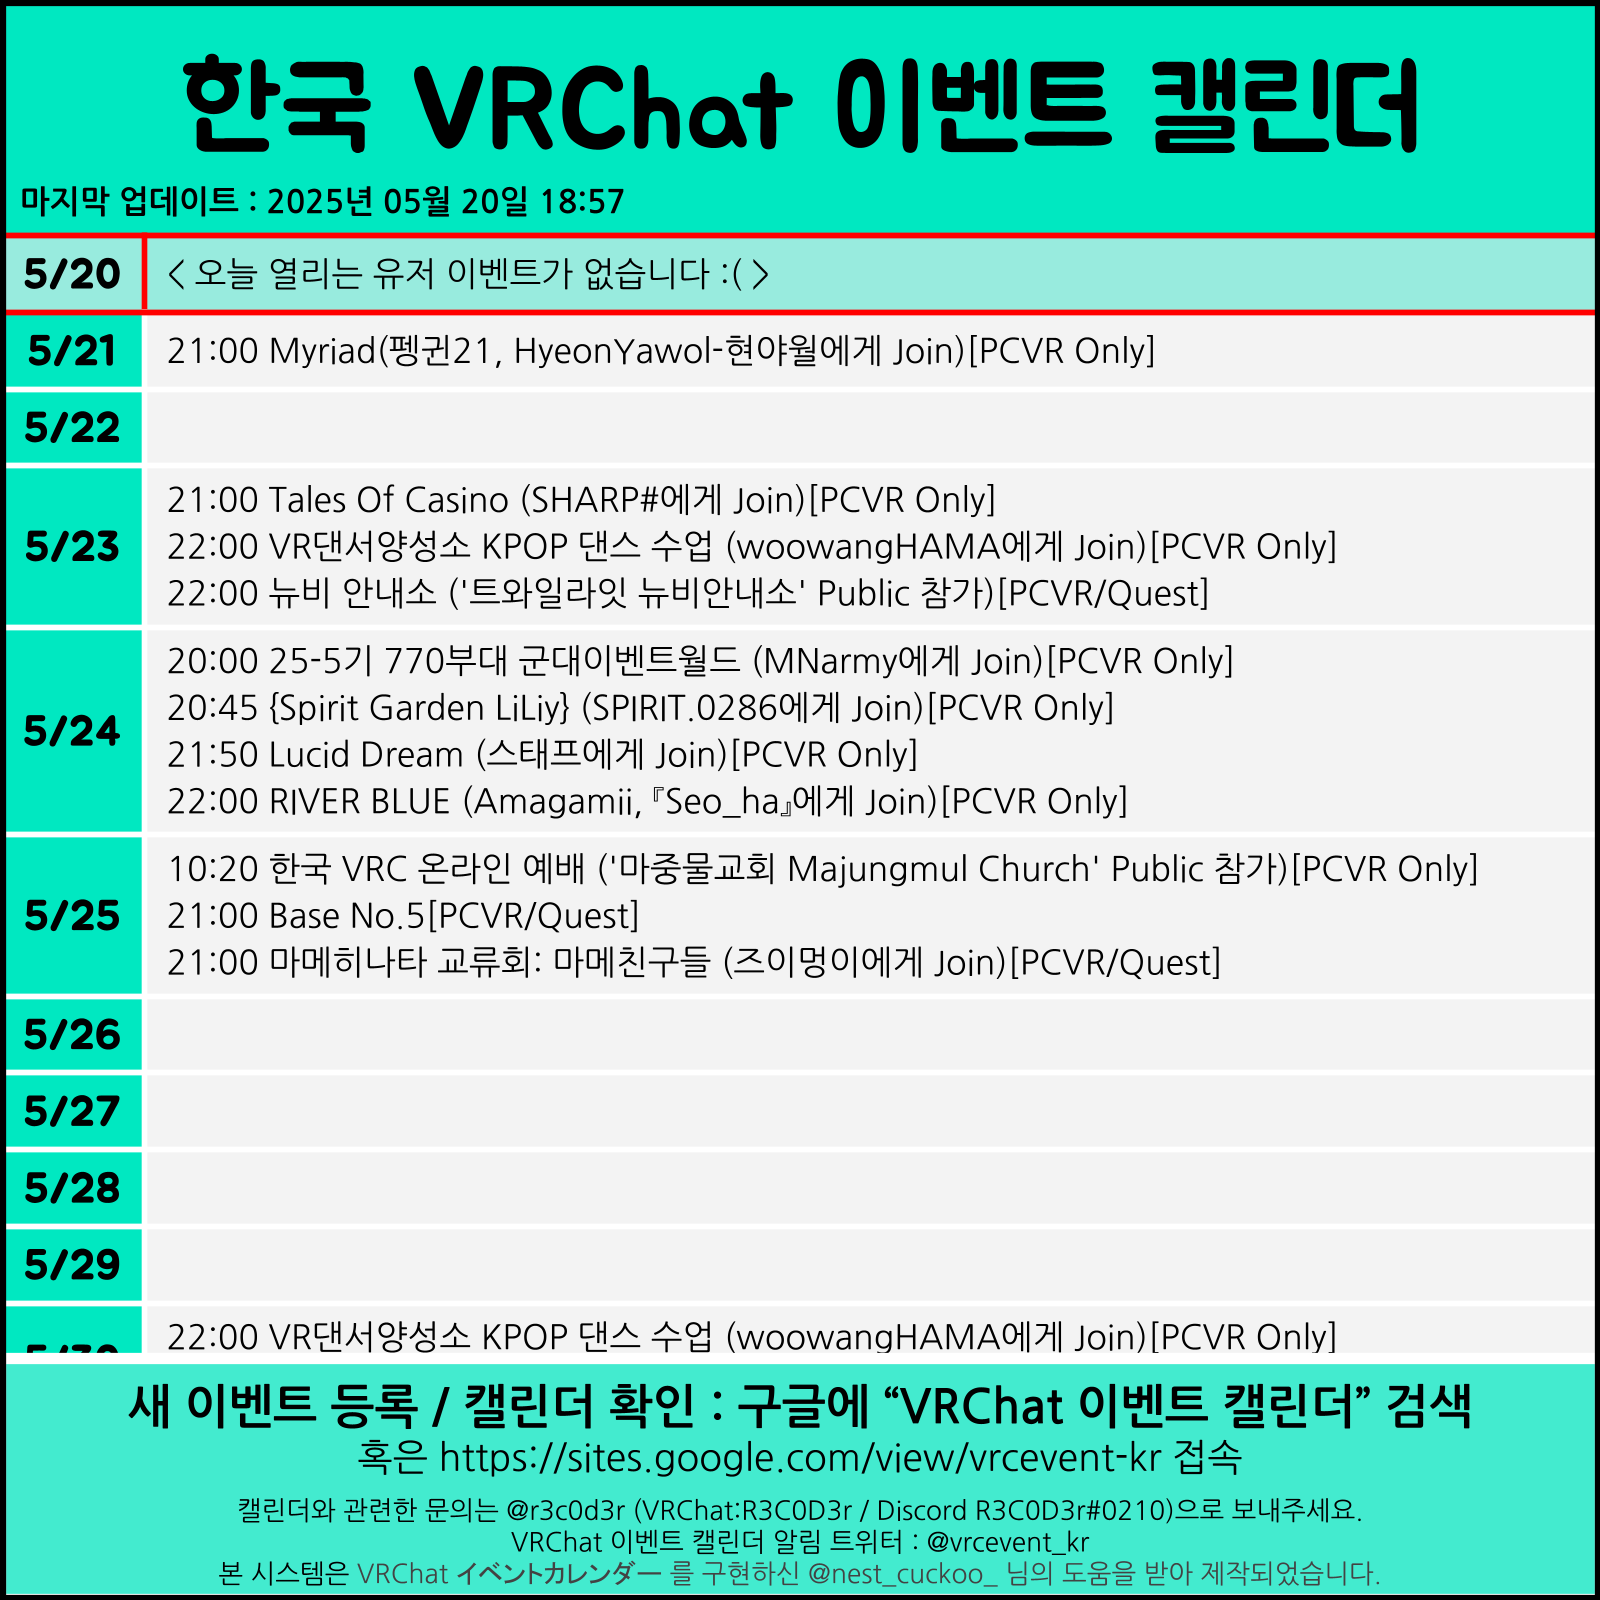 한국 VRChat 이벤트 캘린더
마지막 업데이트 : 2025년 05월 20일 18:57
5/20
< 오늘 열리는 유저 이벤트가 없습니다 :( >
5/21
21:00 Myriad(펭귄21, HyeonYawol-현야월에게 Join)[PCVR Only]
5/22
5/23
21:00 Tales Of Casino (SHARP#에게 Join)[PCVR Only]
22:00 VR댄서양성소 KPOP 댄스 수업 (woowangHAMA에게 Join)[PCVR Only]
22:00 뉴비 안내소 ('트와일라잇 뉴비안내소' Public 참가)[PCVR/Quest]
5/24
20:00 25-5기 770부대 군대이벤트월드 (MNarmy에게 Join)[PCVR Only]
20:45 {Spirit Garden LiLiy} (SPIRIT.0286에게 Join)[PCVR Only]
21:50 Lucid Dream (스태프에게 Join)[PCVR Only]
22:00 RIVER BLUE (Amagamii, 『Seo_ha』에게 Join)[PCVR Only]
5/25
10:20 한국 VRC 온라인 예배 ('마중물교회 Majungmul Church' Public 참가)[PCVR Only]
21:00 Base No.5[PCVR/Quest]
21:00 마메히나타 교류회: 마메친구들 (즈이멍이에게 Join)[PCVR/Quest]
5/26
5/27
5/28
5/29
5/30
22:00 VR댄서양성소 KPOP 댄스 수업 (woowangHAMA에게 Join)[PCVR Only]
새 이벤트 등록 / 캘린더 확인 : 구글에 “VRChat 이벤트 캘린더” 검색
혹은 https://sites.google.com/view/vrcevent-kr 접속
캘린더와 관련한 문의는 @r3c0d3r (VRChat:R3C0D3r / Discord R3C0D3r#0210)으로 보내주세요.
VRChat 이벤트 캘린더 알림 트위터 : @vrcevent_kr
본 시스템은 VRChat イベントカレンダー 를 구현하신 @nest_cuckoo_ 님의 도움을 받아 제작되었습니다.